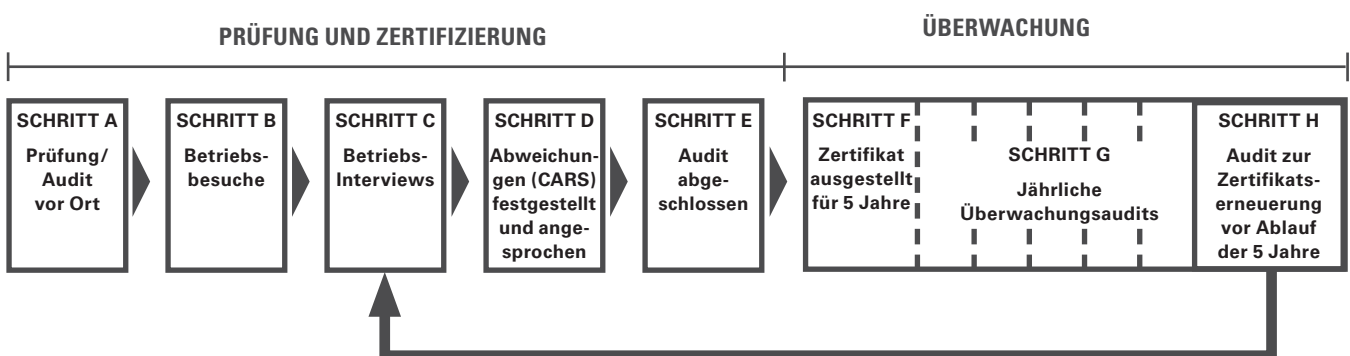 PRÜFUNG UND ZERTIFIZIERUNG
ÜBERWACHUNG
SCHRITT A
Prüfung/
Audit
vor Ort
SCHRITT B
Betriebs-
besuche
SCHRITT C
Betriebs-
Interviews
SCHRITT D
Abweichun-
gen (CARS)
festgestellt
und ange-
sprochen
SCHRITT E
Audit
abge-
schlossen
SCHRITT F
Zertifikat
ausgestellt
für 5 Jahre
SCHRITT G
Jährliche
Überwachungsaudits
SCHRITT H
Audit zur
Zertifikats-
erneuerung
vor Ablauf
der 5 Jahre